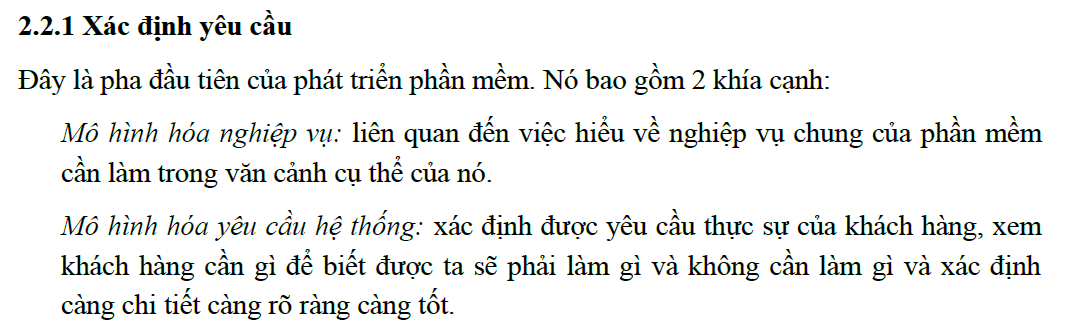 2.2.1 Xác định yêu cầu
Đây là pha đầu tiên của phát triển phần mềm. Nó bao gồm 2 khía cạnh:
Mô hình hóa nghiệp vụ: liên quan đến việc hiểu về nghiệp vụ chung của phần mềm
cần làm trong văn cảnh cụ thể của nó.
Mô hình hóa yêu cầu hệ thống: xác định được yêu cầu thực sự của khách hàng, xem
khách hàng cần gì để biết được ta sẽ phải làm gì và không cần làm gì và xác định
càng chi tiết càng rõ ràng càng tốt.